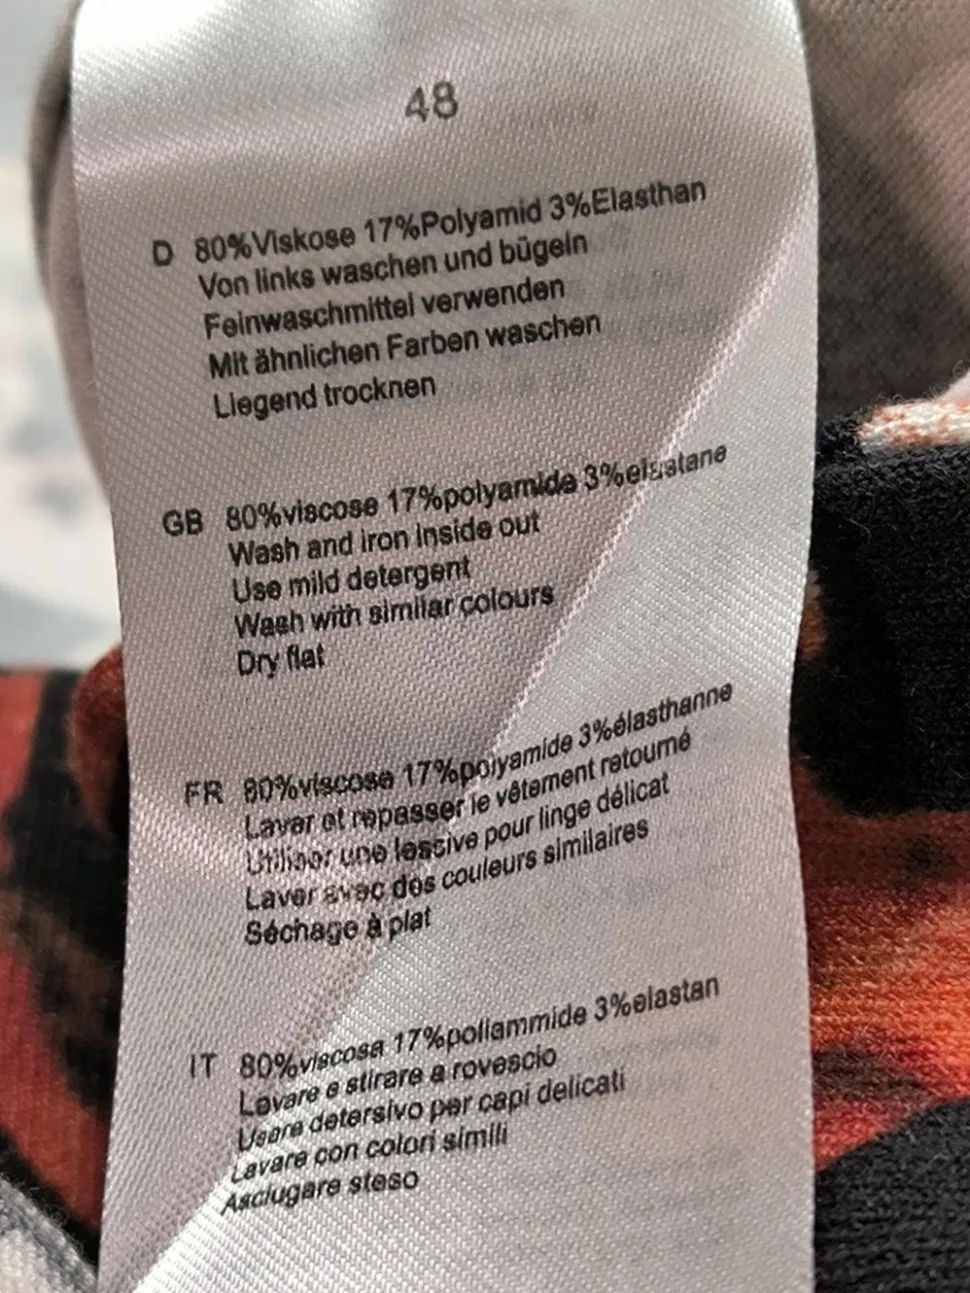 48
D 80%Viskose 17%Polyamid 3%Elasthan
Von links waschen und bügeln
Feinwaschmittel verwenden
Mit ähnlichen Farben waschen
Liegend trocknen
GB 80%viscose 17%polyamide 3%elastane
Wash and iron inside out
Use mild detergent
Wash with similar colours
Dry flat
FR 80%viscose 17%polyamide 3%élasthanne
Laver et repasser le vêtement retourné
Utiliser une lessive pour linge délicat
Laver avec des couleurs similaires
Séchage à plat
IT 80%viscosa 17%poliammide 3%elastan
Lavare e stirare a rovescio
Usare detersivo per capi delicati
Lavare con colori simili
Asciugare steso